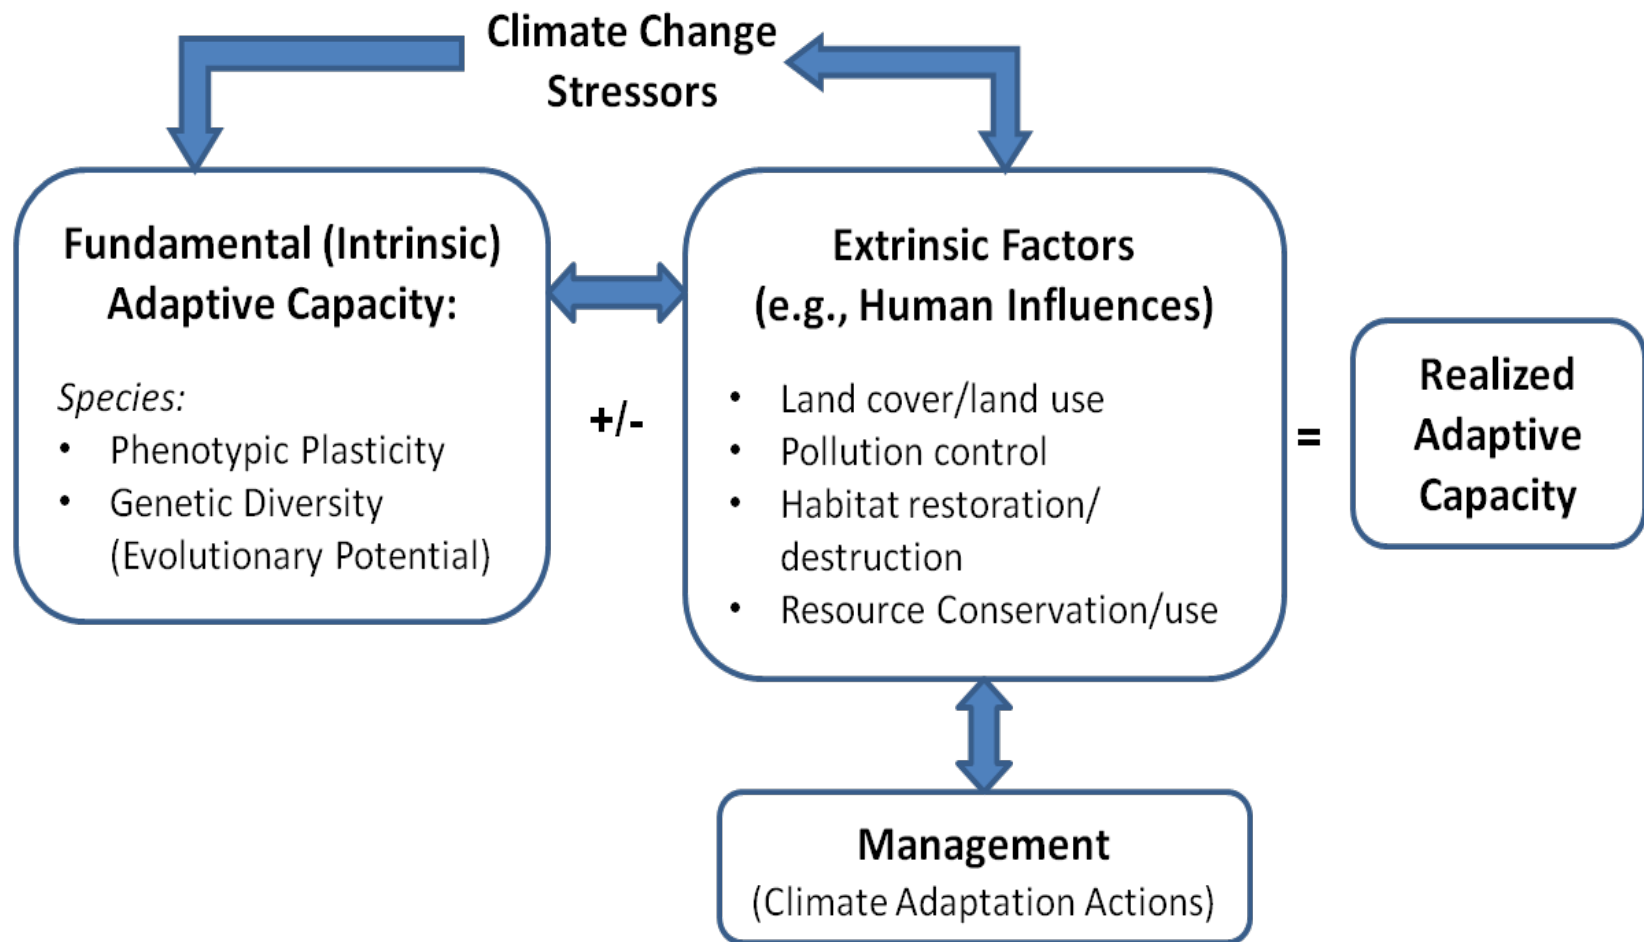 Climate Change
Stressors
Fundamental (Intrinsic)
Adaptive Capacity:
Species:
• Phenotypic Plasticity
• Genetic Diversity
(Evolutionary Potential)
+/-
Extrinsic Factors
(e.g., Human Influences)
• Land cover/land use
• Pollution control
• Habitat restoration/
destruction
• Resource Conservation/use
=
Realized
Adaptive
Capacity
Management
(Climate Adaptation Actions)